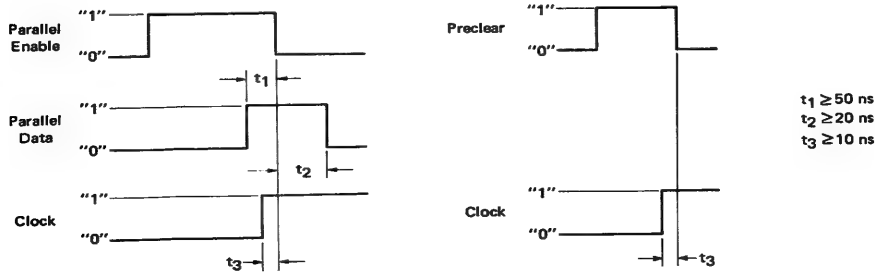 Parallel
Enable
"1"
"0"
t1
Parallel
Data
"1"
"0"
t2
Clock
"1"
"0"
t3
Preclear
"1"
"0"
Clock
"1"
"0"
t3
t1 ≥ 50 ns
t2 ≥ 20 ns
t3 ≥ 10 ns